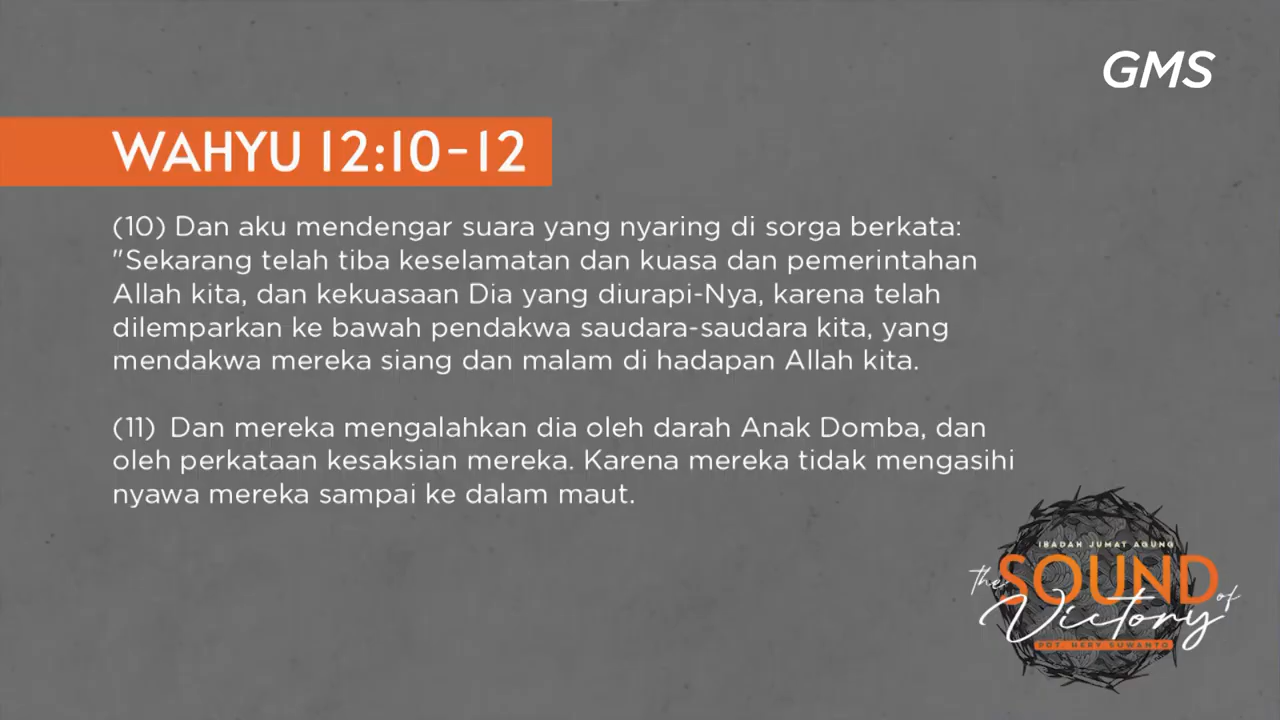 GMS
WAHYU 12:10-12
(10) Dan aku mendengar suara yang nyaring di sorga berkata:
"Sekarang telah tiba keselamatan dan kuasa dan pemerintahan
Allah kita, dan kekuasaan Dia yang diurapi-Nya, karena telah
dilemparkan ke bawah pendakwa saudara-saudara kita, yang
mendakwa mereka siang dan malam di hadapan Allah kita.
(11) Dan mereka mengalahkan dia oleh darah Anak Domba, dan
oleh perkataan kesaksian mereka. Karena mereka tidak mengasihi
nyawa mereka sampai ke dalam maut.
IBADAH JUMAT AGUNG
the SOUND of
Victory
PDT. HERY SUWANTO